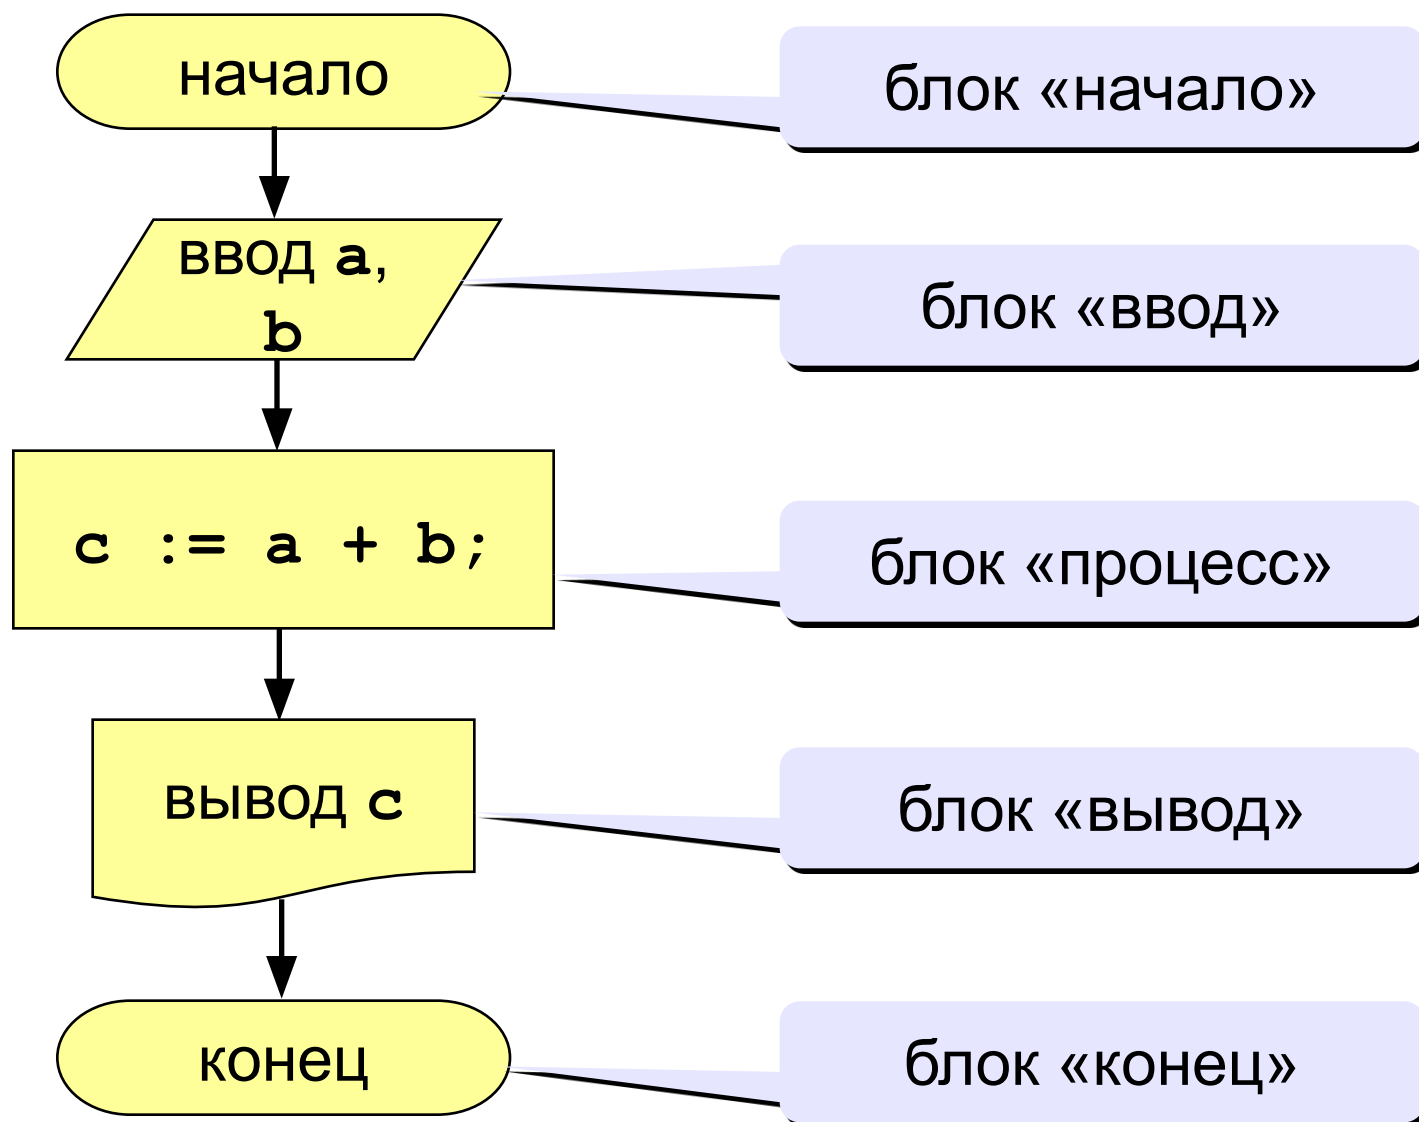 начало
блок «начало»
ввод a,
b
блок «ввод»
c := a + b;
блок «процесс»
вывод c
блок «вывод»
конец
блок «конец»